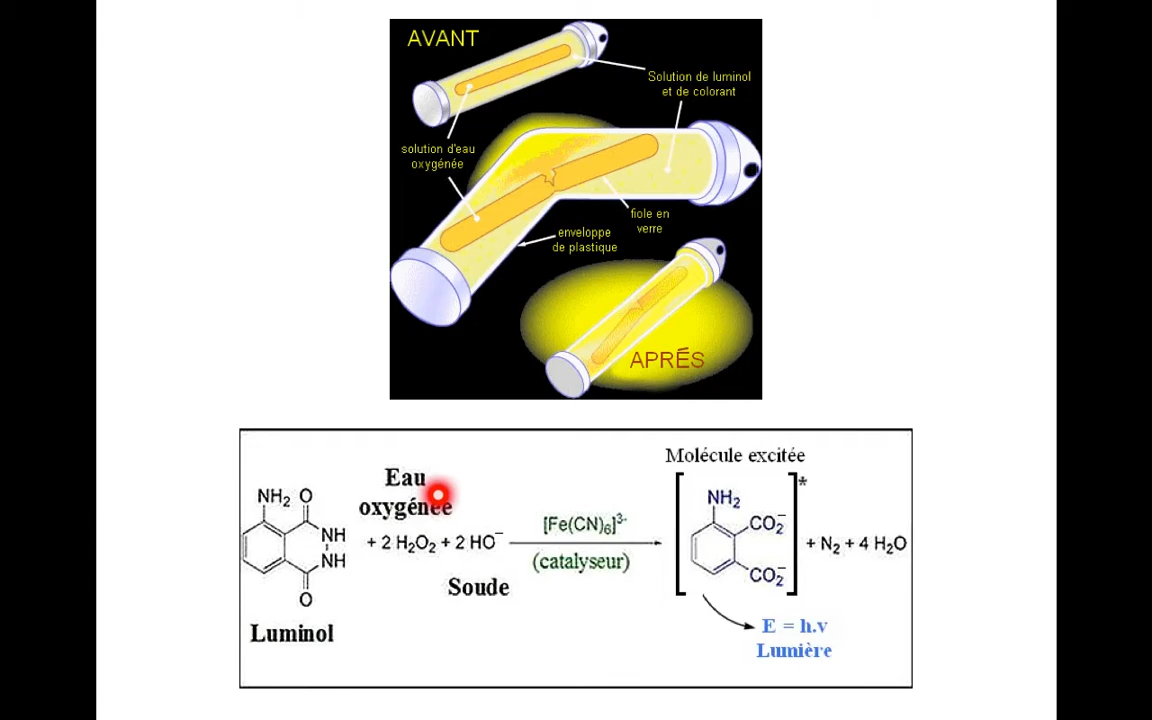 AVANT
Solution de luminol
et de colorant
solution d'eau
oxygénée
fiole en
verre
enveloppe
de plastique
APRÉS
Molécule excitée
Eau
oxygénée
NH₂ O
NH
NH
O
+ 2 H₂O₂ + 2 HO⁻
[Fe(CN)₆]³⁻
(catalyseur)
Soude
Luminol
*
NH₂
CO₂⁻
CO₂⁻
+ N₂ + 4 H₂O
E = h.ν
Lumière